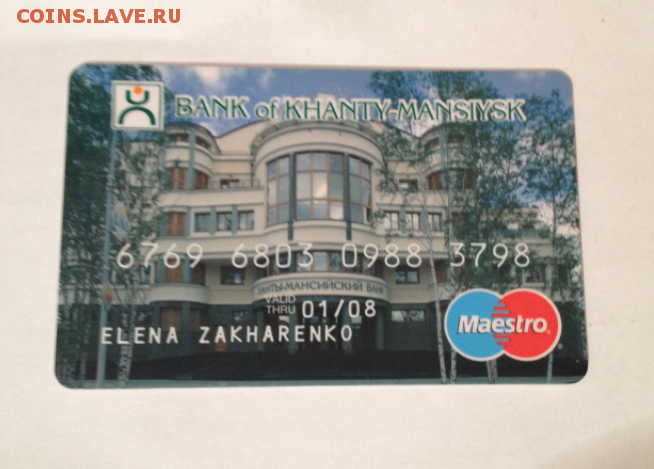 COINS.LAVE.RU
BANK of KHANTY-MANSIYSK
6769 6803 0988 3798
ХАНТЫ-МАНСИЙСКИЙ БАНК
VALID
THRU 01/08
ELENA ZAKHARENKO
Maestro